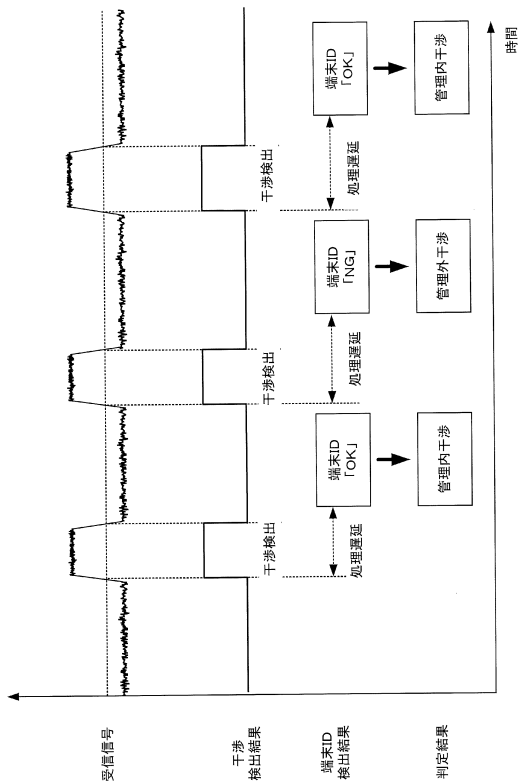 受信信号
干渉
検出結果
干渉検出
干渉検出
干渉検出
端末ID
検出結果
処理遅延
端末ID
「OK」
処理遅延
端末ID
「NG」
処理遅延
端末ID
「OK」
判定結果
管理内干渉
管理外干渉
管理内干渉
時間